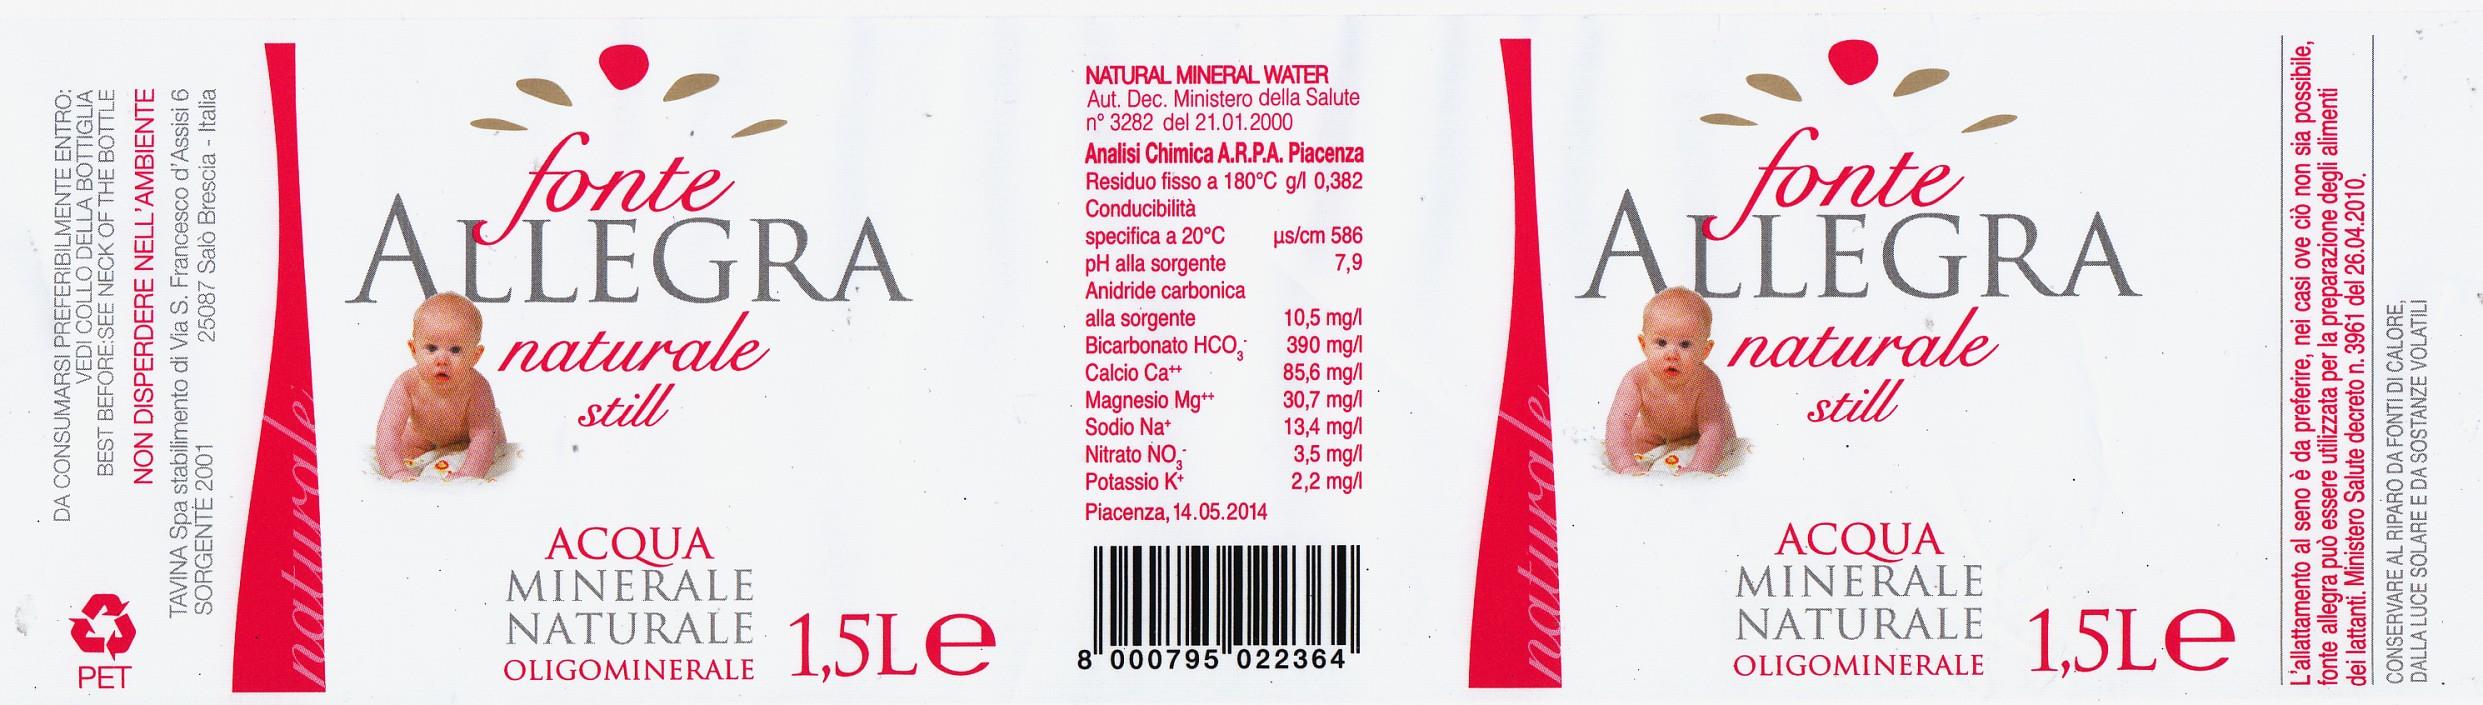 DA CONSUMARSI PREFERIBILMENTE ENTRO:
VEDI COLLO DELLA BOTTIGLIA
BEST BEFORE:SEE NECK OF THE BOTTLE
NON DISPERDERE NELL'AMBIENTE
TAVINA Spa stabilimento di Via S. Francesco d'Assisi 6
SORGENTE 2001 25087 Salò Brescia - Italia
PET
naturale
fonte
ALLEGRA
naturale
still
ACQUA
MINERALE
NATURALE
OLIGOMINERALE
1,5L e
NATURAL MINERAL WATER
Aut. Dec. Ministero della Salute
n° 3282 del 21.01.2000
Analisi Chimica A.R.P.A. Piacenza
Residuo fisso a 180°C g/l 0,382
Conducibilità
specifica a 20°C µs/cm 586
pH alla sorgente 7,9
Anidride carbonica
alla sorgente 10,5 mg/l
Bicarbonato HCO₃⁻ 390 mg/l
Calcio Ca⁺⁺ 85,6 mg/l
Magnesio Mg⁺⁺ 30,7 mg/l
Sodio Na⁺ 13,4 mg/l
Nitrato NO₃⁻ 3,5 mg/l
Potassio K⁺ 2,2 mg/l
Piacenza, 14.05.2014
8 000795 022364
naturale
fonte
ALLEGRA
naturale
still
ACQUA
MINERALE
NATURALE
OLIGOMINERALE
1,5L e
L'allattamento al seno è da preferire, nei casi ove ciò non sia possibile,
fonte allegra può essere utilizzata per la preparazione degli alimenti
dei lattanti. Ministero Salute decreto n. 3961 del 26.04.2010.
CONSERVARE AL RIPARO DA FONTI DI CALORE,
DALLA LUCE SOLARE E DA SOSTANZE VOLATILI